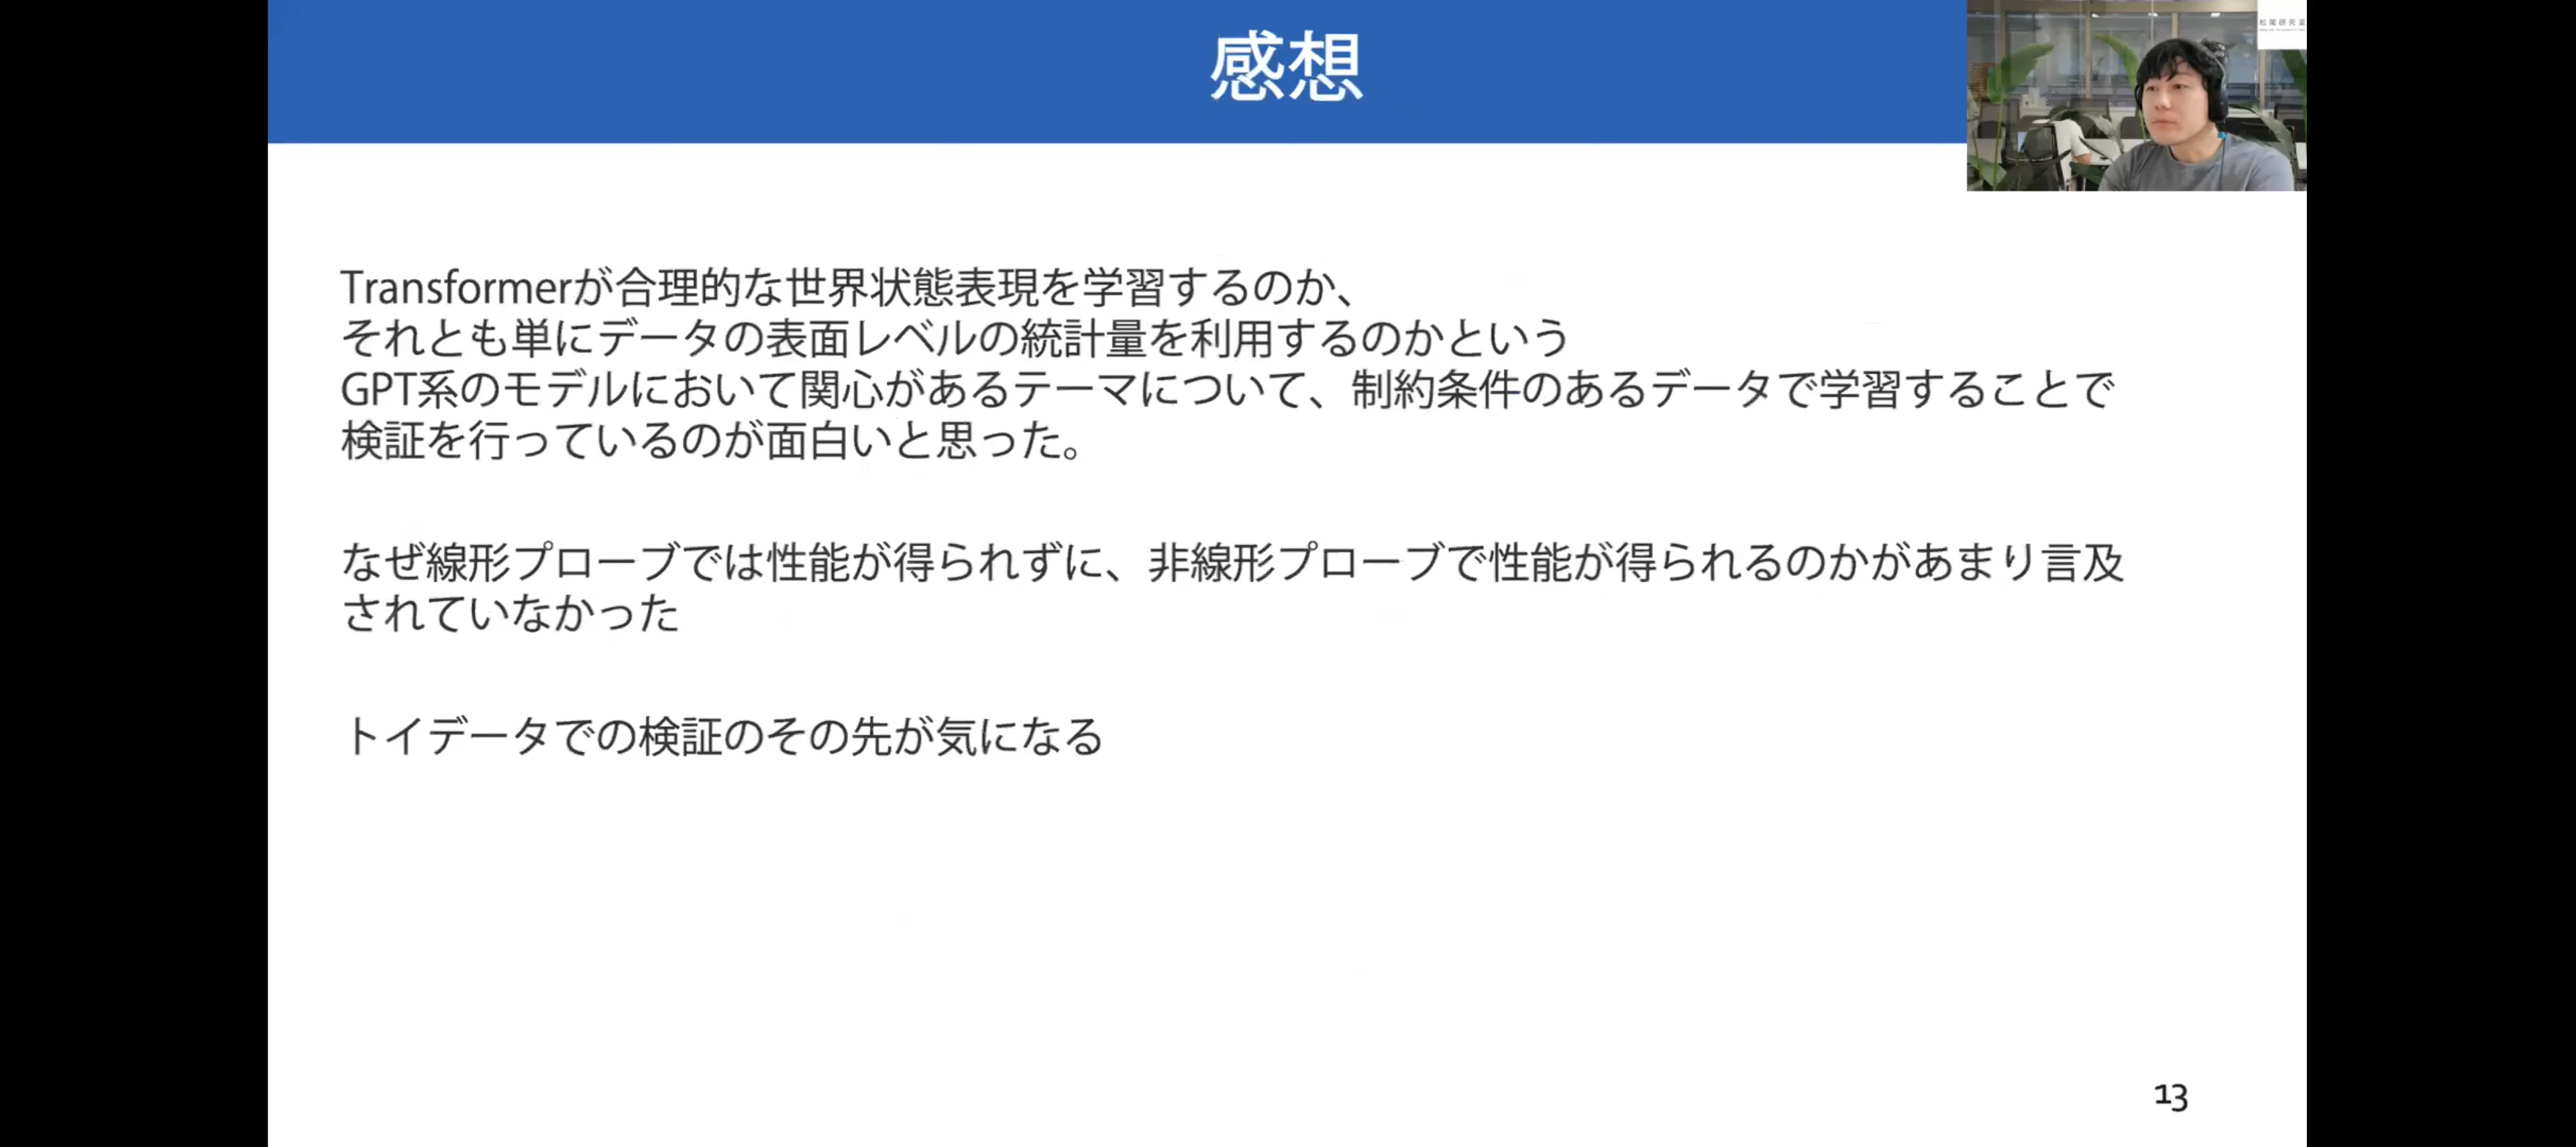 感想
松尾研究室
Transformerが合理的な世界状態表現を学習するのか、
それとも単にデータの表面レベルの統計量を利用するのかという
GPT系のモデルにおいて関心があるテーマについて、制約条件のあるデータで学習することで
検証を行っているのが面白いと思った。
なぜ線形プローブでは性能が得られずに、非線形プローブで性能が得られるのかがあまり言及
されていなかった
トイデータでの検証のその先が気になる
13